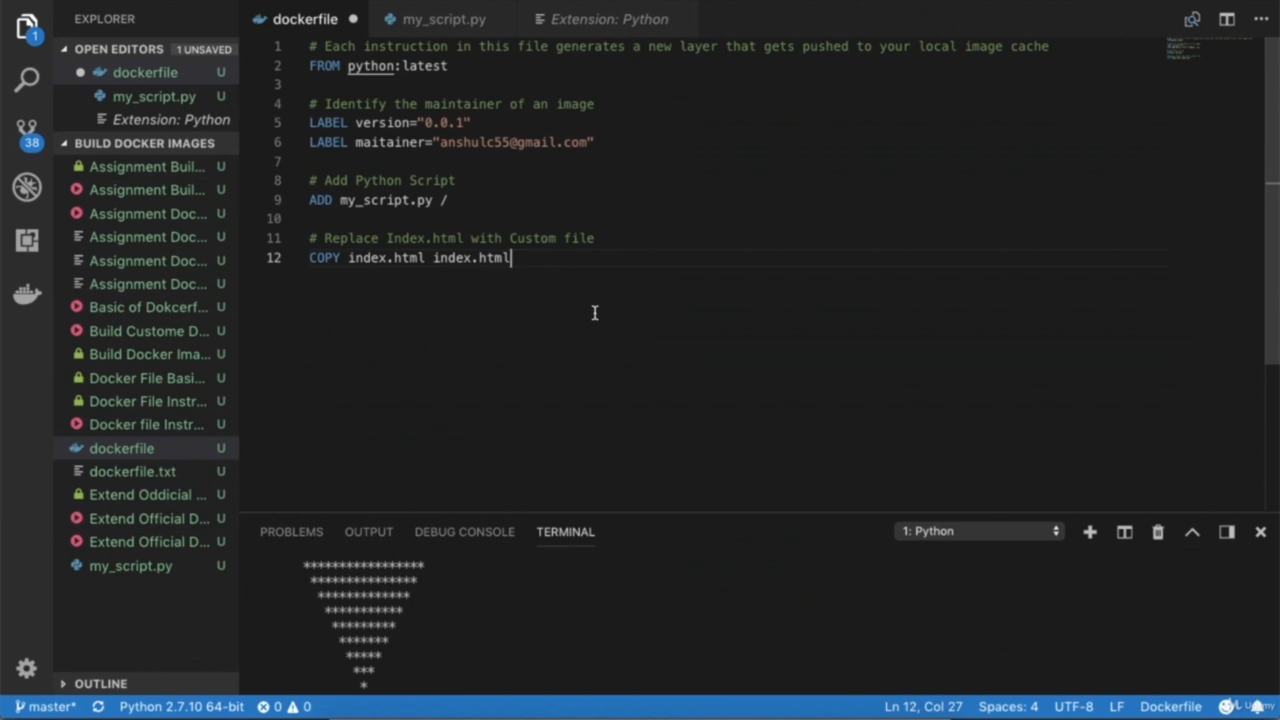 EXPLORER
dockerfile
my_script.py
Extension: Python
OPEN EDITORS 1 UNSAVED
dockerfile U
my_script.py U
Extension: Python
BUILD DOCKER IMAGES
Assignment Buil... U
Assignment Buil... U
Assignment Doc... U
Assignment Doc... U
Assignment Doc... U
Assignment Doc... U
Basic of Dokcerf... U
Build Custome D... U
Build Docker Ima... U
Docker File Basi... U
Docker File Instr... U
Docker file Instr... U
dockerfile U
dockerfile.txt U
Extend Oddicial ... U
Extend Official D... U
Extend Official D... U
my_script.py U
OUTLINE
1
38
1 # Each instruction in this file generates a new layer that gets pushed to your local image cache
2 FROM python:latest
3
4 # Identify the maintainer of an image
5 LABEL version="0.0.1"
6 LABEL maitainer="anshulc55@gmail.com"
7
8 # Add Python Script
9 ADD my_script.py /
10
11 # Replace Index.html with Custom file
12 COPY index.html index.html
PROBLEMS OUTPUT DEBUG CONSOLE TERMINAL
1: Python
*****************
***************
*************
***********
*********
*******
*****
***
*
master* Python 2.7.10 64-bit 0 0 Ln 12, Col 27 Spaces: 4 UTF-8 LF Dockerfile